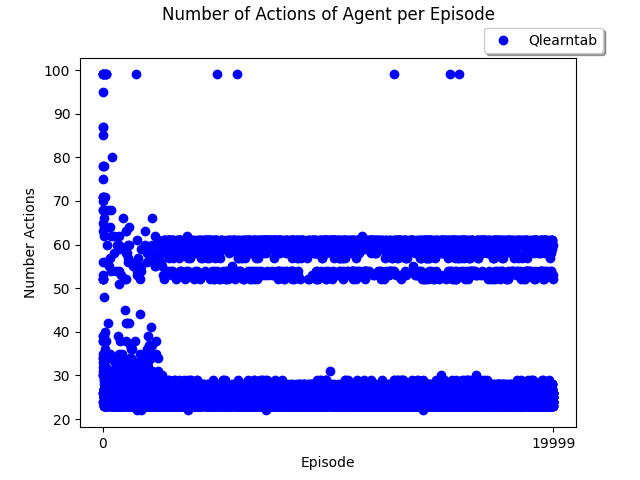 Number of Actions of Agent per Episode
Qlearntab
100
90
80
70
60
50
40
30
20
Number Actions
0 19999
Episode